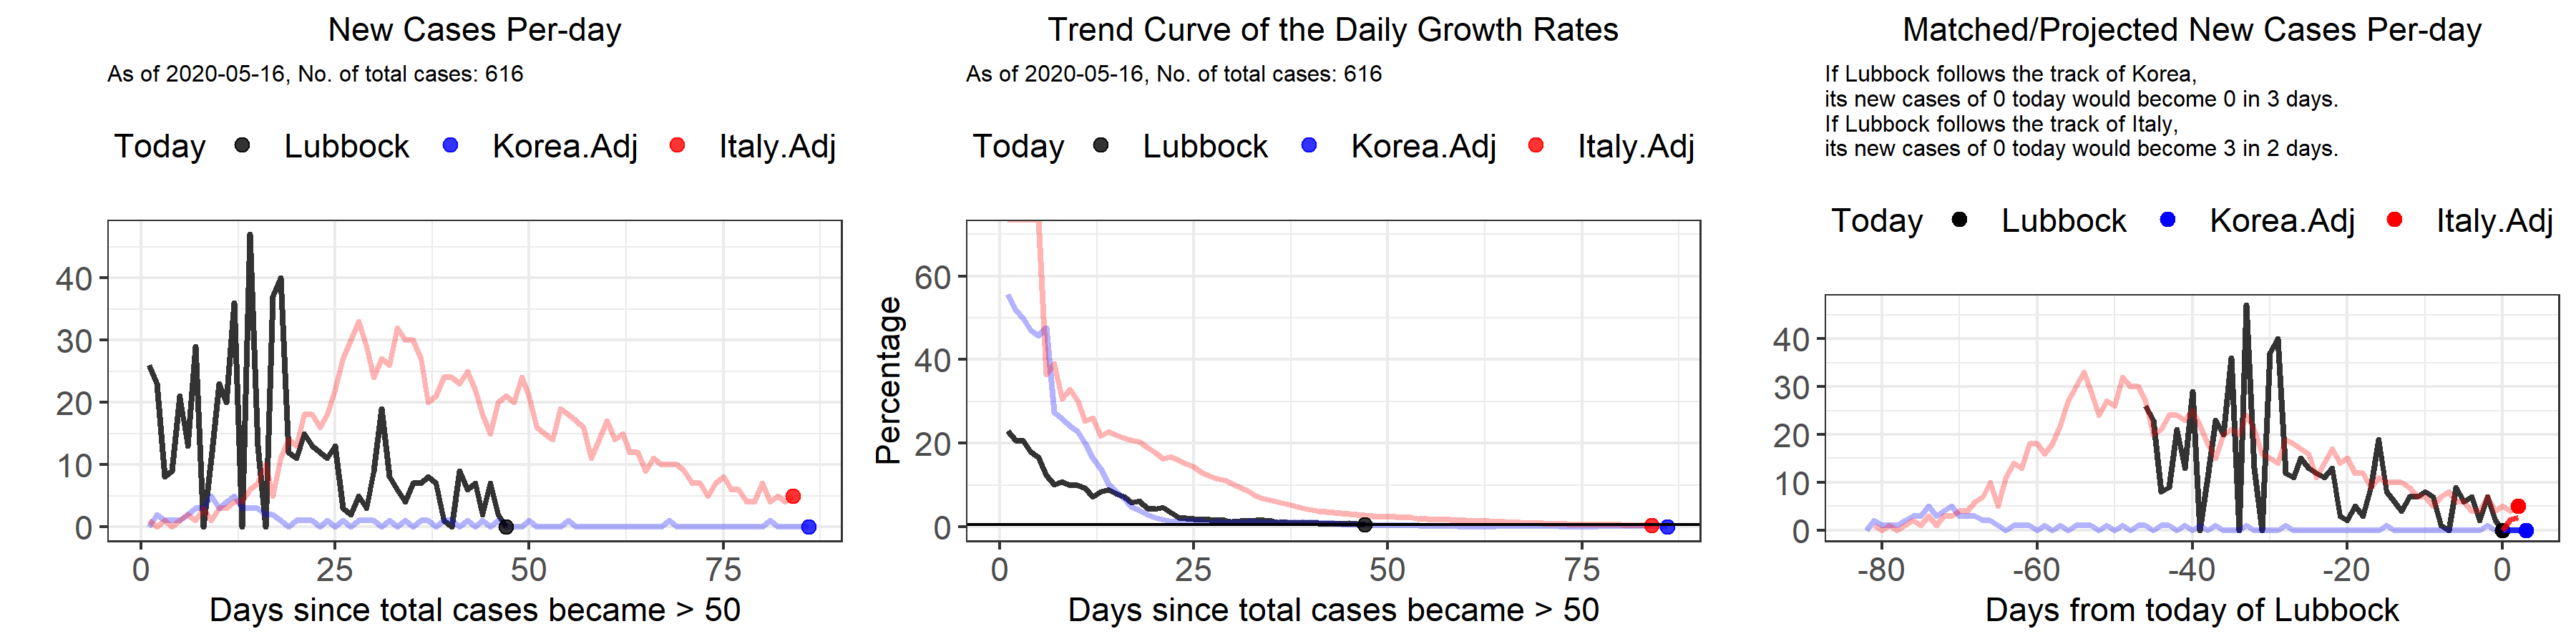 New Cases Per-day
As of 2020-05-16, No. of total cases: 616
Today Lubbock Korea.Adj Italy.Adj
40
30
20
10
0
0 25 50 75
Days since total cases became > 50
Trend Curve of the Daily Growth Rates
As of 2020-05-16, No. of total cases: 616
Today Lubbock Korea.Adj Italy.Adj
Percentage
60
40
20
0
0 25 50 75
Days since total cases became > 50
Matched/Projected New Cases Per-day
If Lubbock follows the track of Korea,
its new cases of 0 today would become 0 in 3 days.
If Lubbock follows the track of Italy,
its new cases of 0 today would become 3 in 2 days.
Today Lubbock Korea.Adj Italy.Adj
40
30
20
10
0
-80 -60 -40 -20 0
Days from today of Lubbock